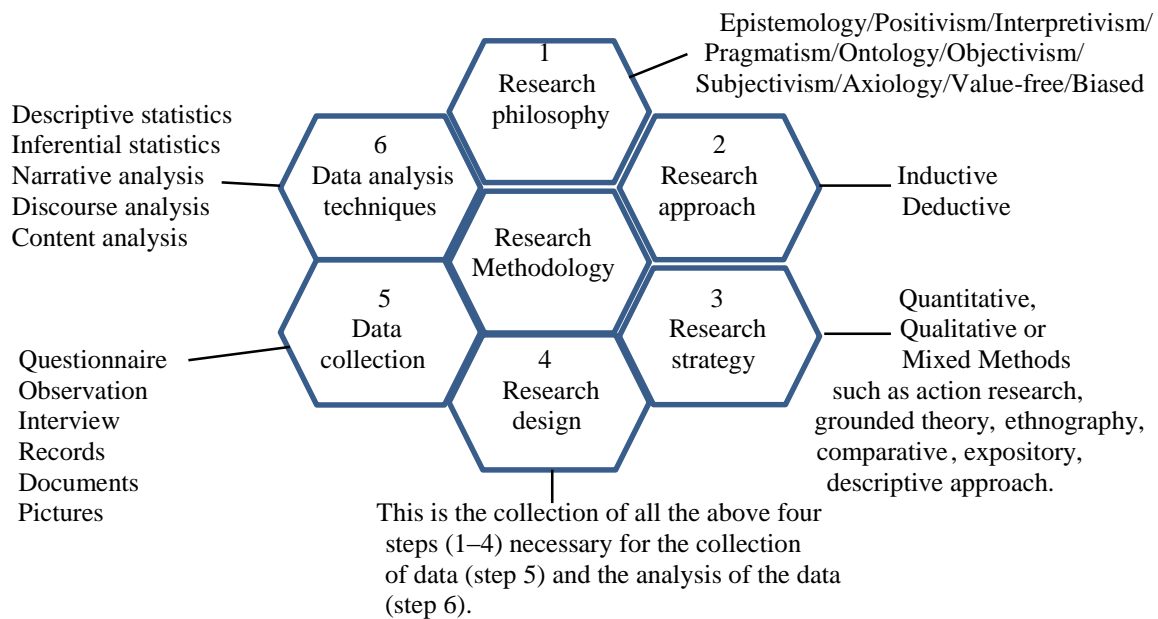 1
Research
philosophy
Epistemology/Positivism/Interpretivism/
Pragmatism/Ontology/Objectivism/
Subjectivism/Axiology/Value-free/Biased
2
Research
approach
Inductive
Deductive
3
Research
strategy
Quantitative,
Qualitative or
Mixed Methods
such as action research,
grounded theory, ethnography,
comparative, expository,
descriptive approach.
4
Research
design
This is the collection of all the above four
steps (1–4) necessary for the collection
of data (step 5) and the analysis of the data
(step 6).
5
Data
collection
Questionnaire
Observation
Interview
Records
Documents
Pictures
6
Data analysis
techniques
Descriptive statistics
Inferential statistics
Narrative analysis
Discourse analysis
Content analysis
Research
Methodology